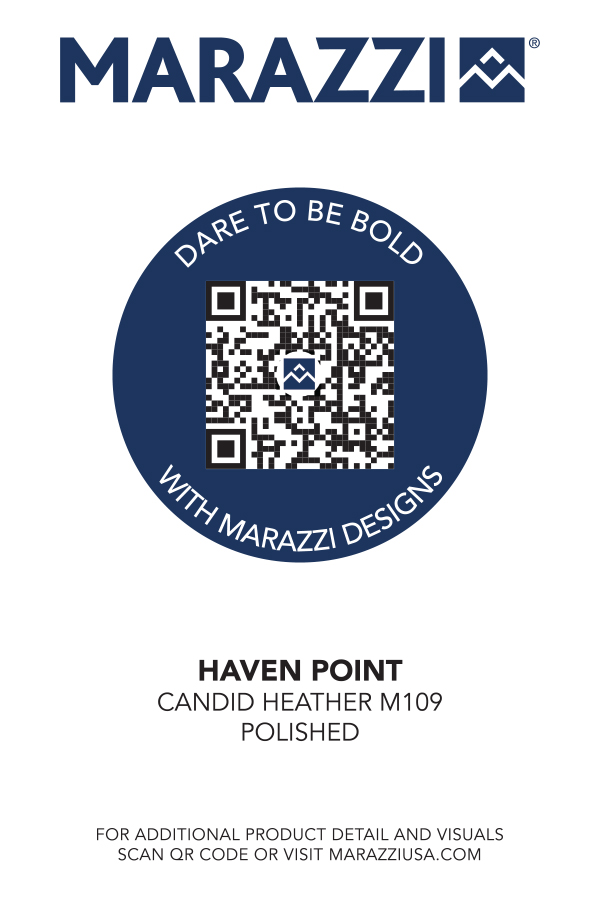 MARAZZI®
DARE TO BE BOLD
WITH MARAZZI DESIGNS
HAVEN POINT
CANDID HEATHER M109
POLISHED
FOR ADDITIONAL PRODUCT DETAIL AND VISUALS
SCAN QR CODE OR VISIT MARAZZIUSA.COM